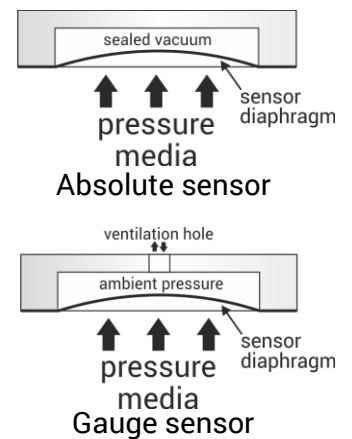 sealed vacuum
sensor
diaphragm
pressure
media
Absolute sensor
ventilation hole
ambient pressure
sensor
diaphragm
pressure
media
Gauge sensor